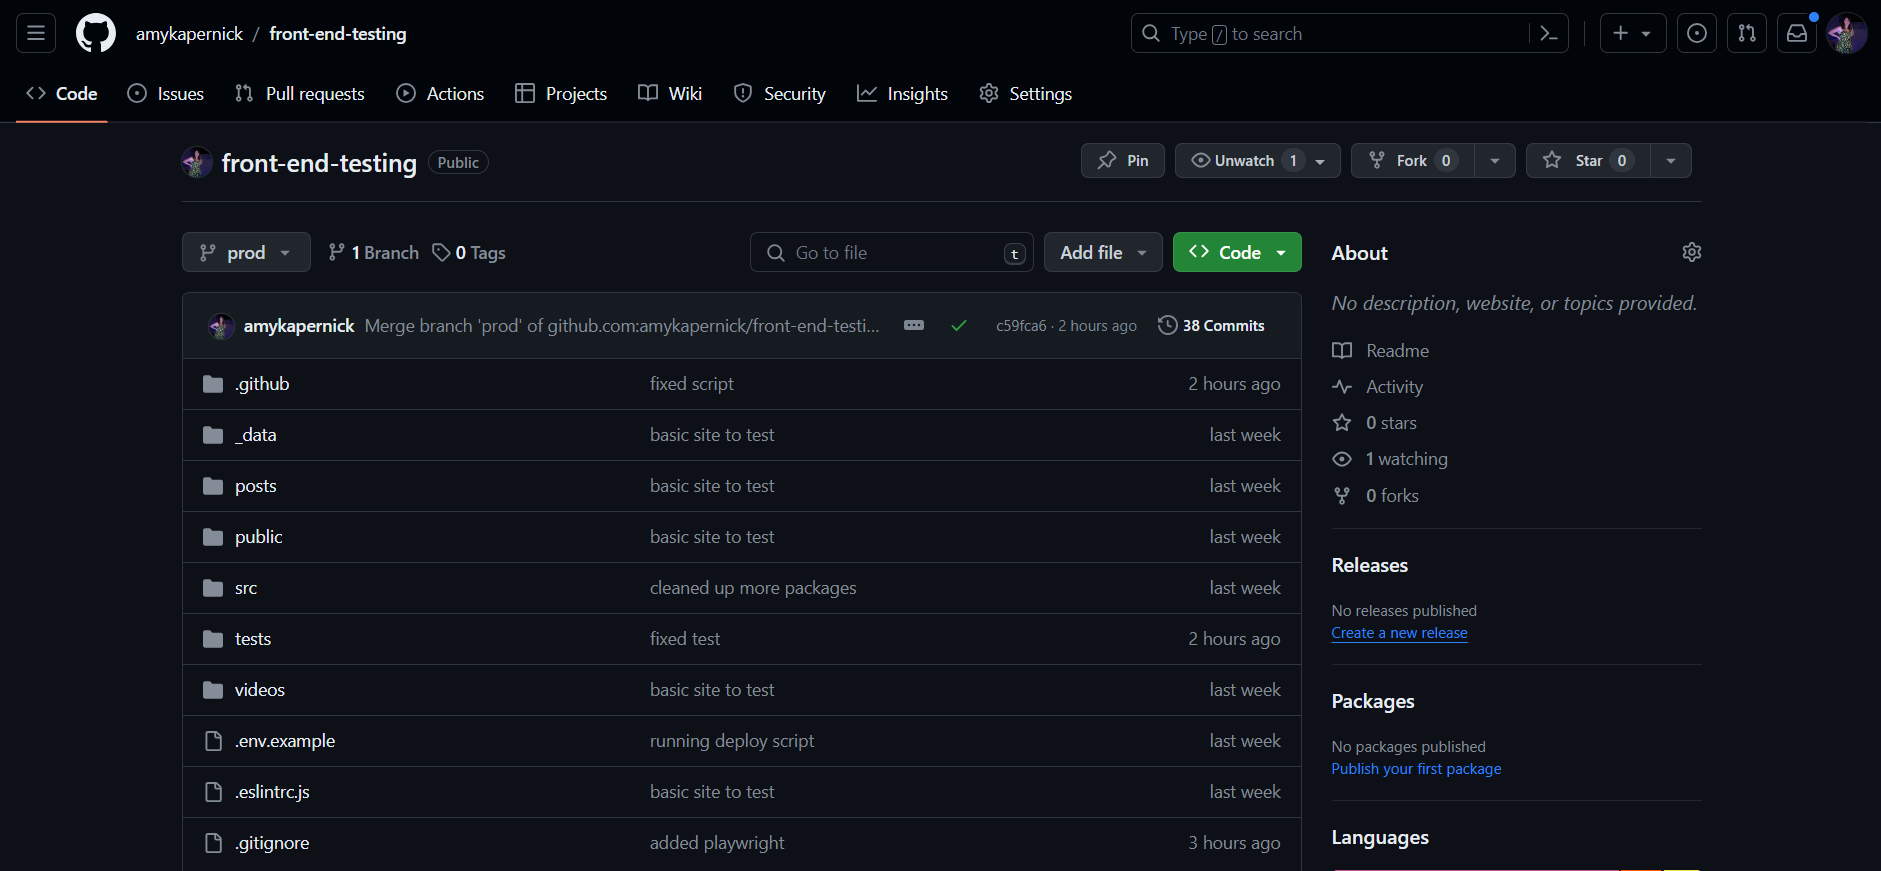 amykapernick / front-end-testing
Type / to search
Code Issues Pull requests Actions Projects Wiki Security Insights Settings
front-end-testing Public
Pin Unwatch 1 Fork 0 Star 0
prod 1 Branch 0 Tags Go to file t Add file Code
amykapernick Merge branch 'prod' of github.com:amykapernick/front-end-testi... c59fca6 · 2 hours ago 38 Commits
.github fixed script 2 hours ago
_data basic site to test last week
posts basic site to test last week
public basic site to test last week
src cleaned up more packages last week
tests fixed test 2 hours ago
videos basic site to test last week
.env.example running deploy script last week
.eslintrc.js basic site to test last week
.gitignore added playwright 3 hours ago
About
No description, website, or topics provided.
Readme
Activity
0 stars
1 watching
0 forks
Releases
No releases published
Create a new release
Packages
No packages published
Publish your first package
Languages